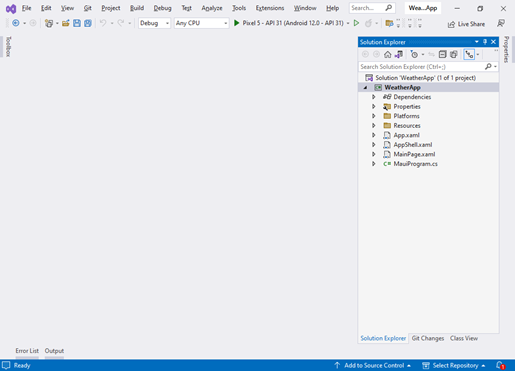 File Edit View Git Project Build Debug Test Analyze Tools Extensions Window Help Search... Wea...App
Debug Any CPU Pixel 5 - API 31 (Android 12.0 - API 31) Live Share
Toolbox
Solution Explorer
Properties
Search Solution Explorer (Ctrl+;)
Solution 'WeatherApp' (1 of 1 project)
WeatherApp
Dependencies
Properties
Platforms
Resources
App.xaml
AppShell.xaml
MainPage.xaml
C# MauiProgram.cs
Solution Explorer Git Changes Class View
Error List Output
Ready Add to Source Control Select Repository 1